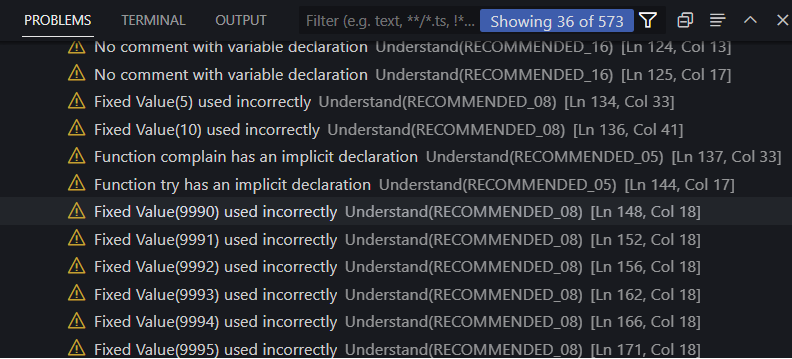 PROBLEMS TERMINAL OUTPUT Filter (e.g. text, **/*.ts, !*... Showing 36 of 573
No comment with variable declaration Understand(RECOMMENDED_16) [Ln 124, Col 13]
No comment with variable declaration Understand(RECOMMENDED_16) [Ln 125, Col 17]
Fixed Value(5) used incorrectly Understand(RECOMMENDED_08) [Ln 134, Col 33]
Fixed Value(10) used incorrectly Understand(RECOMMENDED_08) [Ln 136, Col 41]
Function complain has an implicit declaration Understand(RECOMMENDED_05) [Ln 137, Col 33]
Function try has an implicit declaration Understand(RECOMMENDED_05) [Ln 144, Col 17]
Fixed Value(9990) used incorrectly Understand(RECOMMENDED_08) [Ln 148, Col 18]
Fixed Value(9991) used incorrectly Understand(RECOMMENDED_08) [Ln 152, Col 18]
Fixed Value(9992) used incorrectly Understand(RECOMMENDED_08) [Ln 156, Col 18]
Fixed Value(9993) used incorrectly Understand(RECOMMENDED_08) [Ln 162, Col 18]
Fixed Value(9994) used incorrectly Understand(RECOMMENDED_08) [Ln 166, Col 18]
Fixed Value(9995) used incorrectly Understand(RECOMMENDED_08) [Ln 171, Col 18]